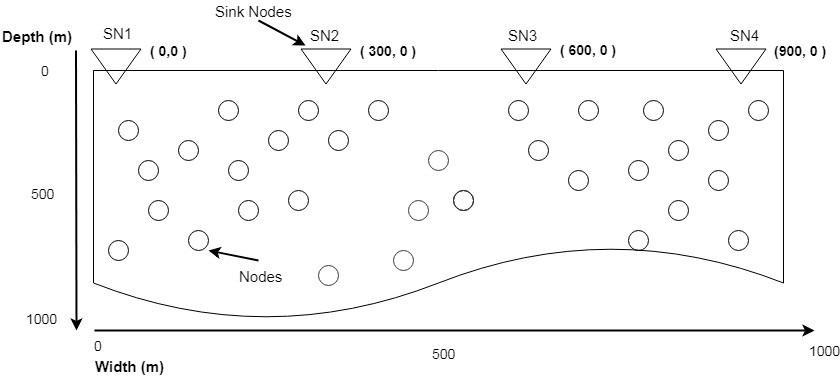 Sink Nodes
Depth (m)
SN1
SN2
SN3
SN4
( 0,0 )
( 300, 0 )
( 600, 0 )
(900, 0 )
0
500
Nodes
1000
0
500
1000
Width (m)